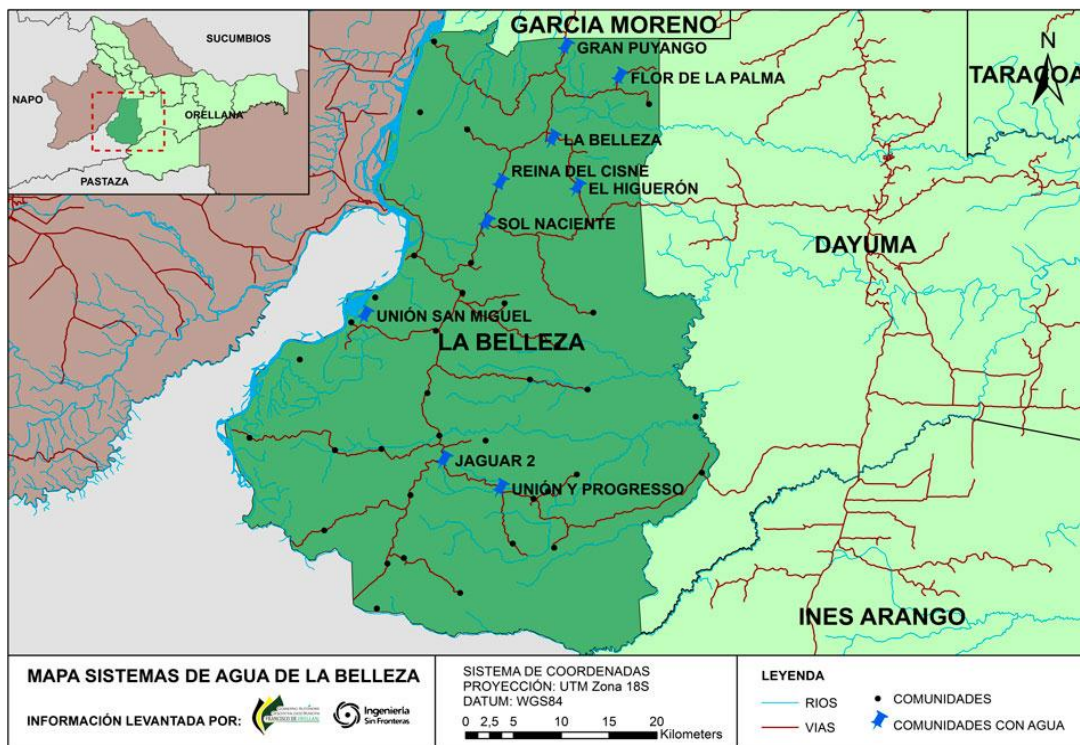 SUCUMBIOS
NAPO
ORELLANA
PASTAZA
GARCIA MORENO
GRAN PUYANGO
FLOR DE LA PALMA
N
TARACOA
LA BELLEZA
REINA DEL CISNE
EL HIGUERÓN
SOL NACIENTE
DAYUMA
UNIÓN SAN MIGUEL
LA BELLEZA
JAGUAR 2
UNIÓN Y PROGRESSO
INES ARANGO
MAPA SISTEMAS DE AGUA DE LA BELLEZA
INFORMACIÓN LEVANTADA POR:
FRANCISCO DE ORELLANA
Ingeniería
Sin Fronteras
SISTEMA DE COORDENADAS
PROYECCIÓN: UTM Zona 18S
DATUM: WGS84
0 2,5 5 10 15 20
Kilometers
LEYENDA
RIOS
VIAS
COMUNIDADES
COMUNIDADES CON AGUA